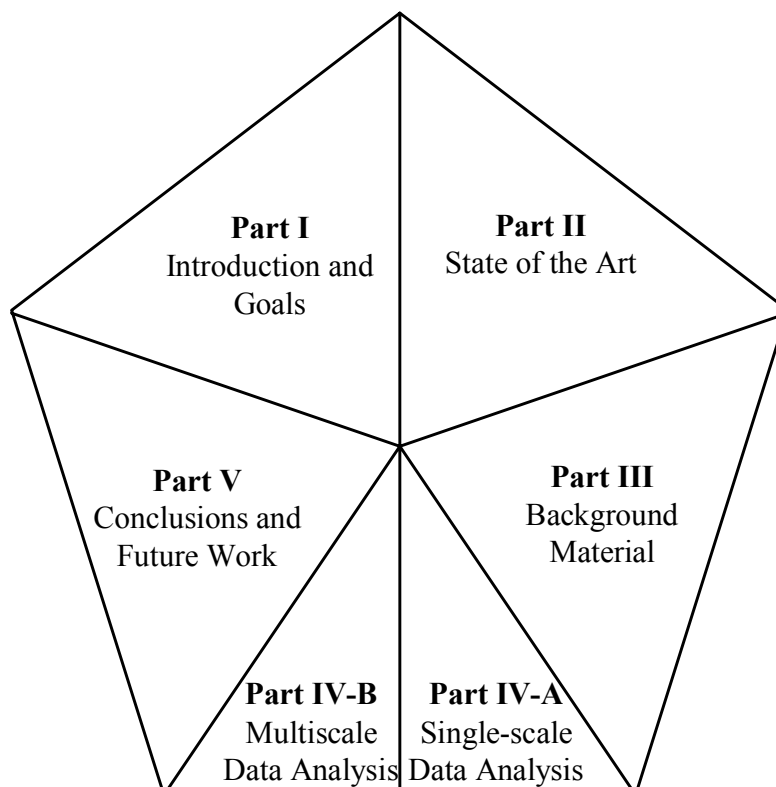 Part I
Introduction and
Goals
Part II
State of the Art
Part III
Background
Material
Part V
Conclusions and
Future Work
Part IV-B
Multiscale
Data Analysis
Part IV-A
Single-scale
Data Analysis